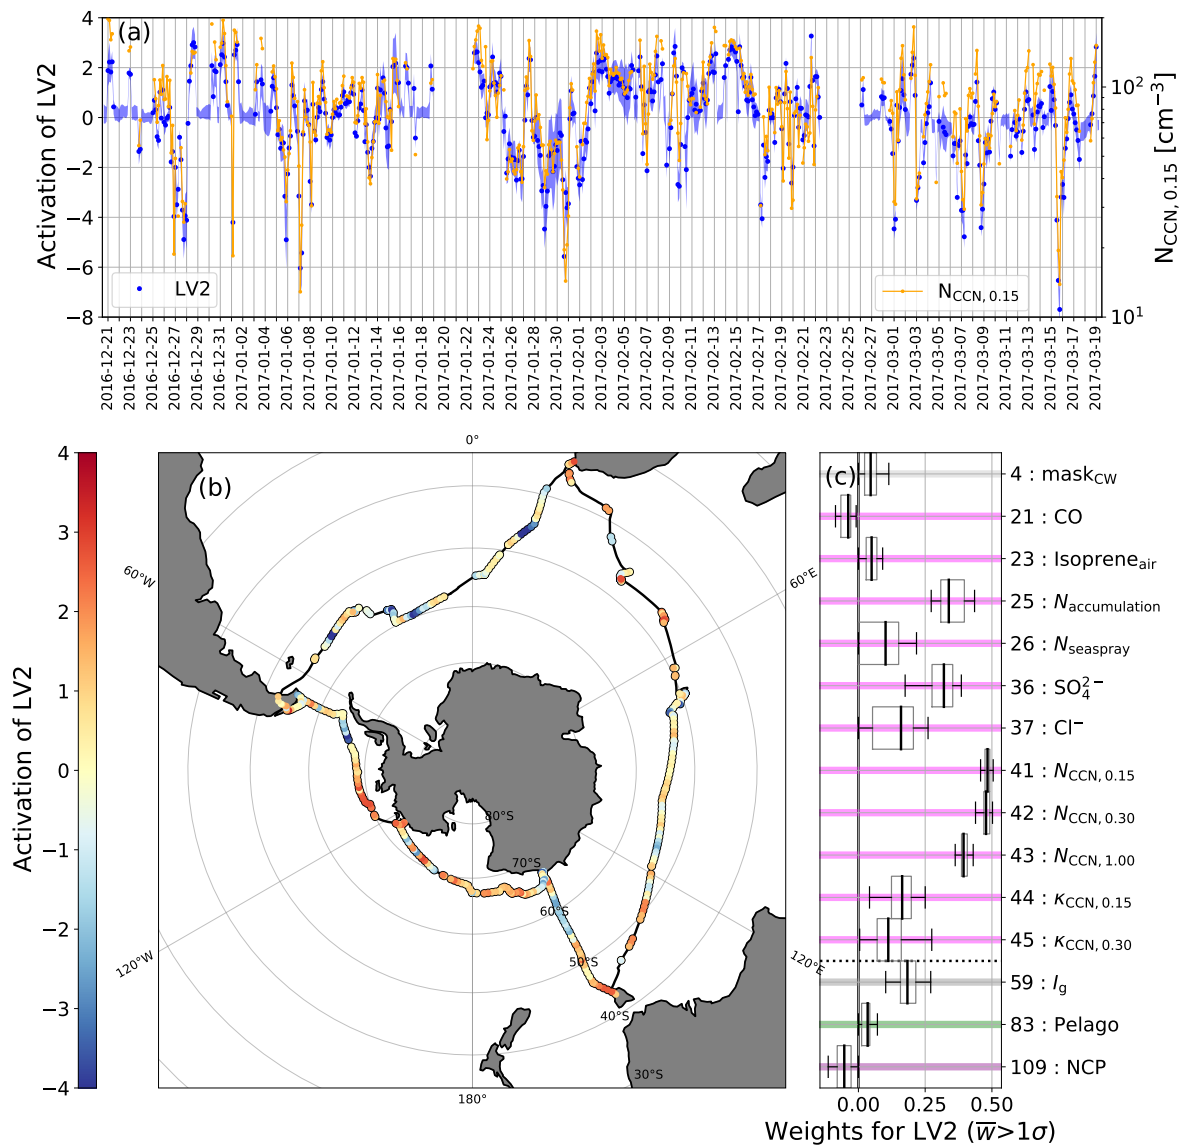 (a)
Activation of LV2
4
2
0
−2
−4
−6
−8
LV2
N_CCN, 0.15
10²
10¹
N_CCN, 0.15 [cm⁻³]
2016-12-21
2016-12-23
2016-12-25
2016-12-27
2016-12-29
2016-12-31
2017-01-02
2017-01-04
2017-01-06
2017-01-08
2017-01-10
2017-01-12
2017-01-14
2017-01-16
2017-01-18
2017-01-20
2017-01-22
2017-01-24
2017-01-26
2017-01-28
2017-01-30
2017-02-01
2017-02-03
2017-02-05
2017-02-07
2017-02-09
2017-02-11
2017-02-13
2017-02-15
2017-02-17
2017-02-19
2017-02-21
2017-02-23
2017-02-25
2017-02-27
2017-03-01
2017-03-03
2017-03-05
2017-03-07
2017-03-09
2017-03-11
2017-03-13
2017-03-15
2017-03-17
2017-03-19
Activation of LV2
4
3
2
1
0
−1
−2
−3
−4
(b)
0°
60°W
60°E
80°S
70°S
60°S
50°S
40°S
30°S
120°W
120°E
180°
(c)
4 : mask_CW
21 : CO
23 : Isoprene_air
25 : N_accumulation
26 : N_seaspray
36 : SO₄²⁻
37 : Cl⁻
41 : N_CCN, 0.15
42 : N_CCN, 0.30
43 : N_CCN, 1.00
44 : κ_CCN, 0.15
45 : κ_CCN, 0.30
59 : I_g
83 : Pelago
109 : NCP
0.00 0.25 0.50
Weights for LV2 (w̅>1σ)